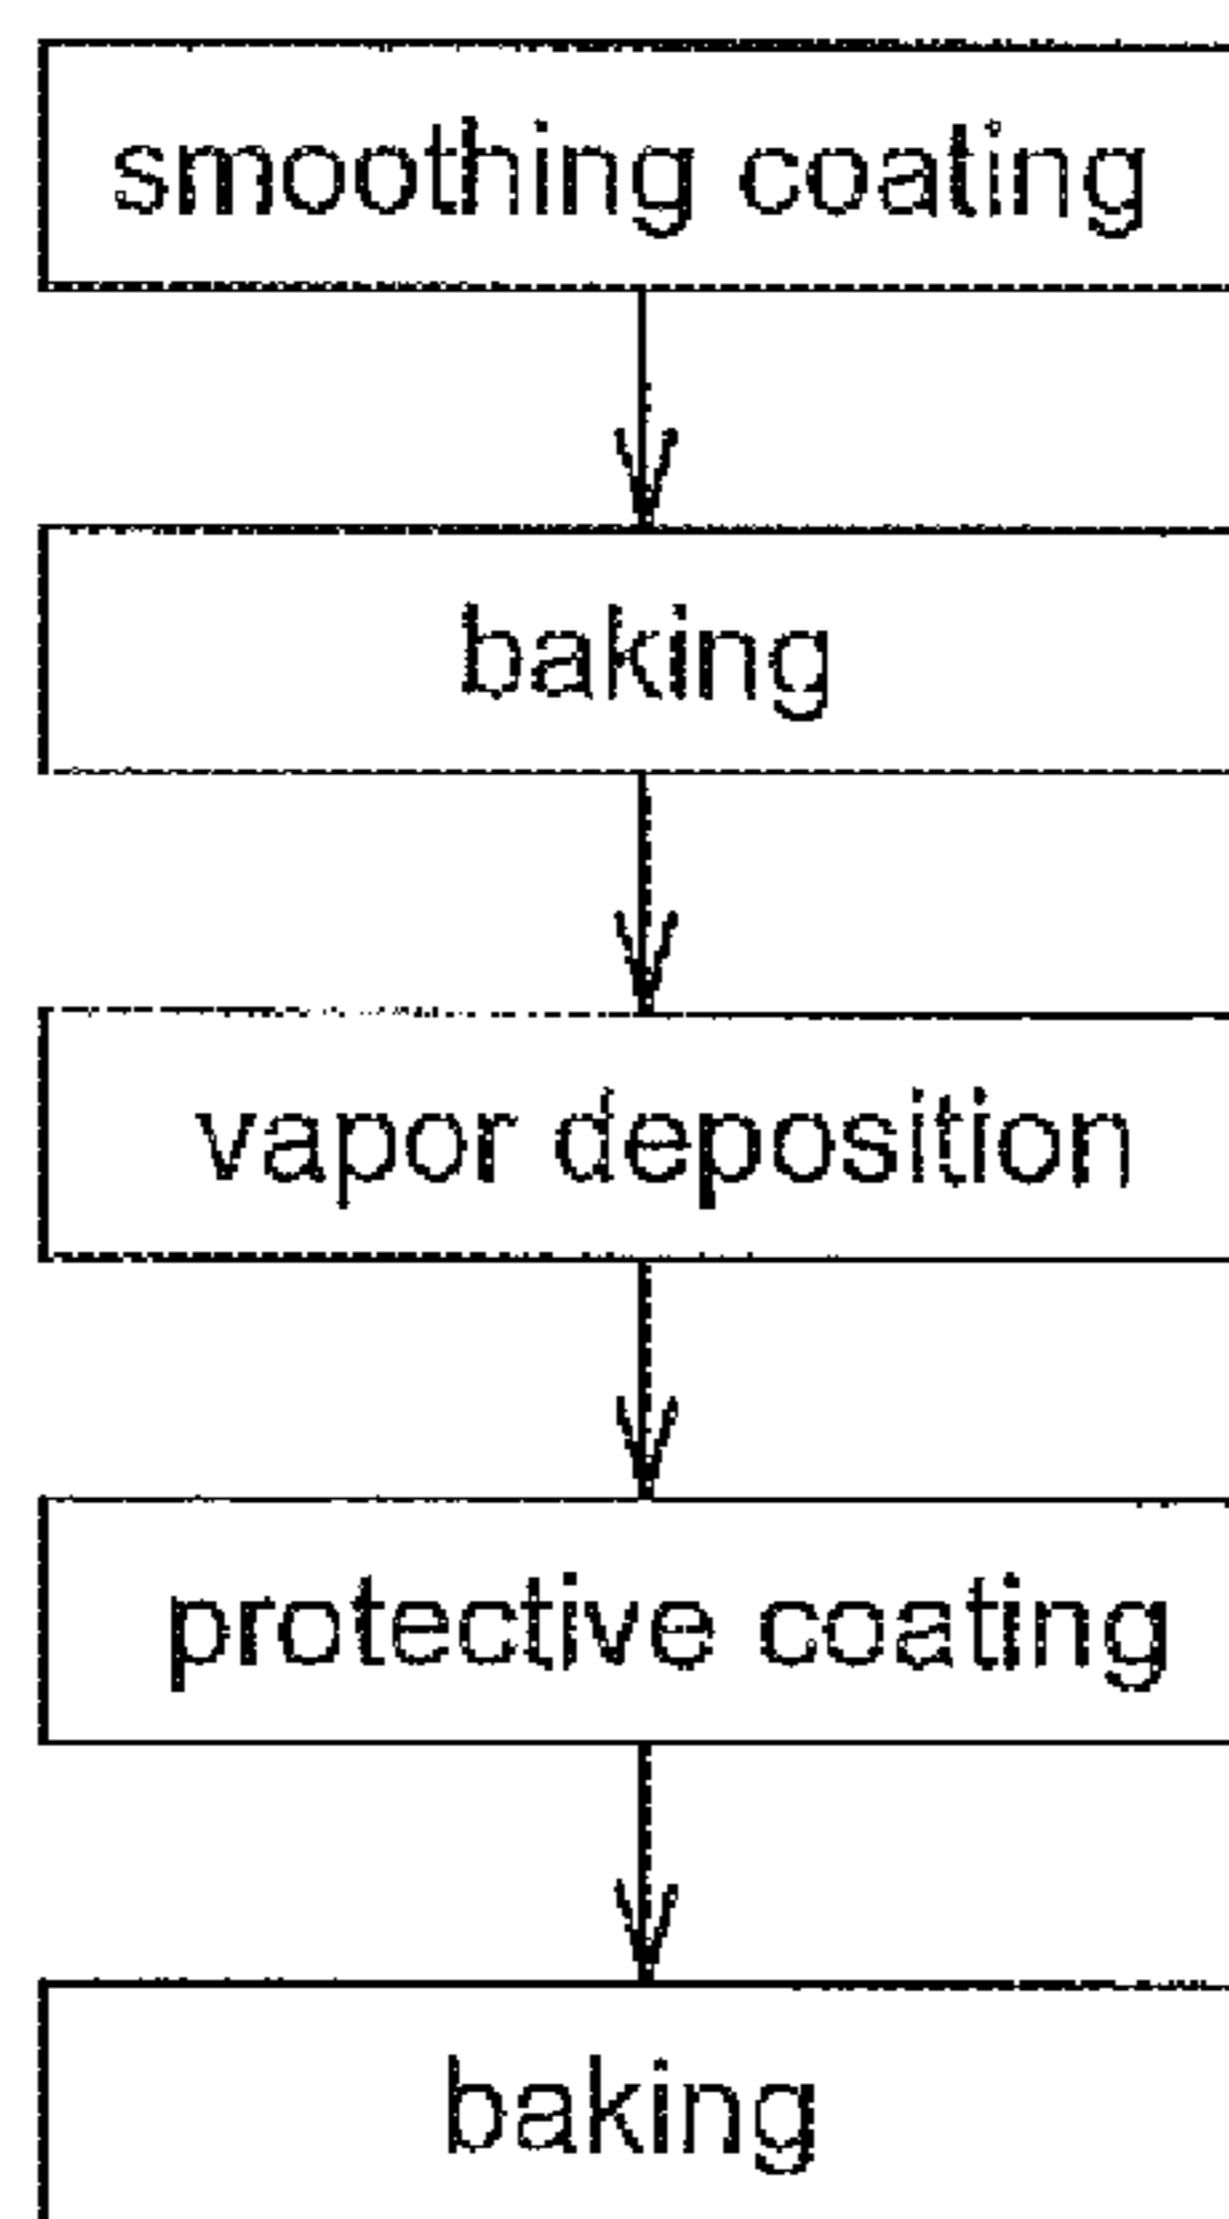 smoothing coating
baking
vapor deposition
protective coating
baking